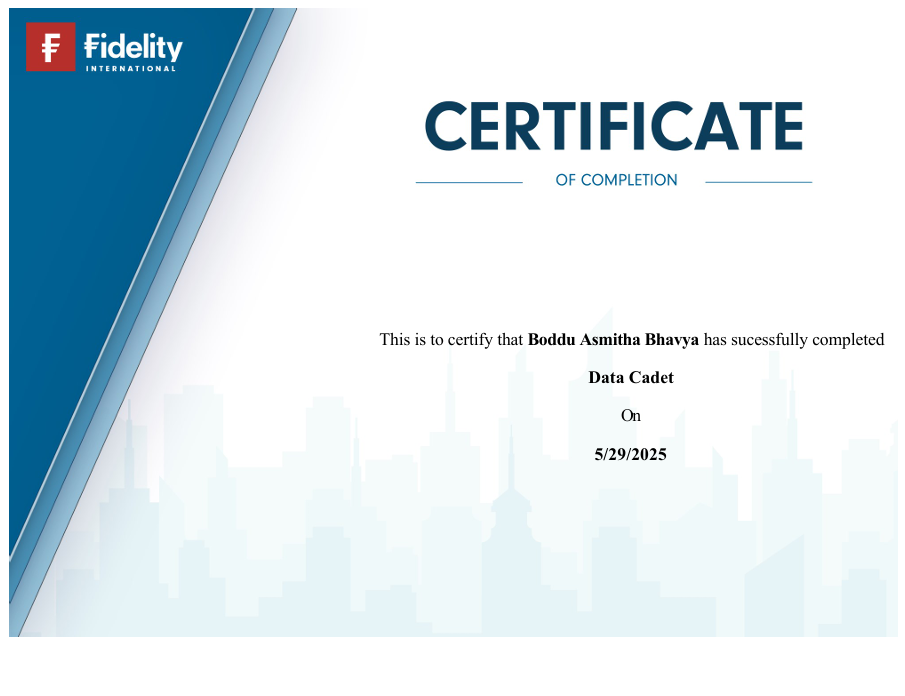 Fidelity
INTERNATIONAL
CERTIFICATE
OF COMPLETION
This is to certify that Boddu Asmitha Bhavya has sucessfully completed
Data Cadet
On
5/29/2025